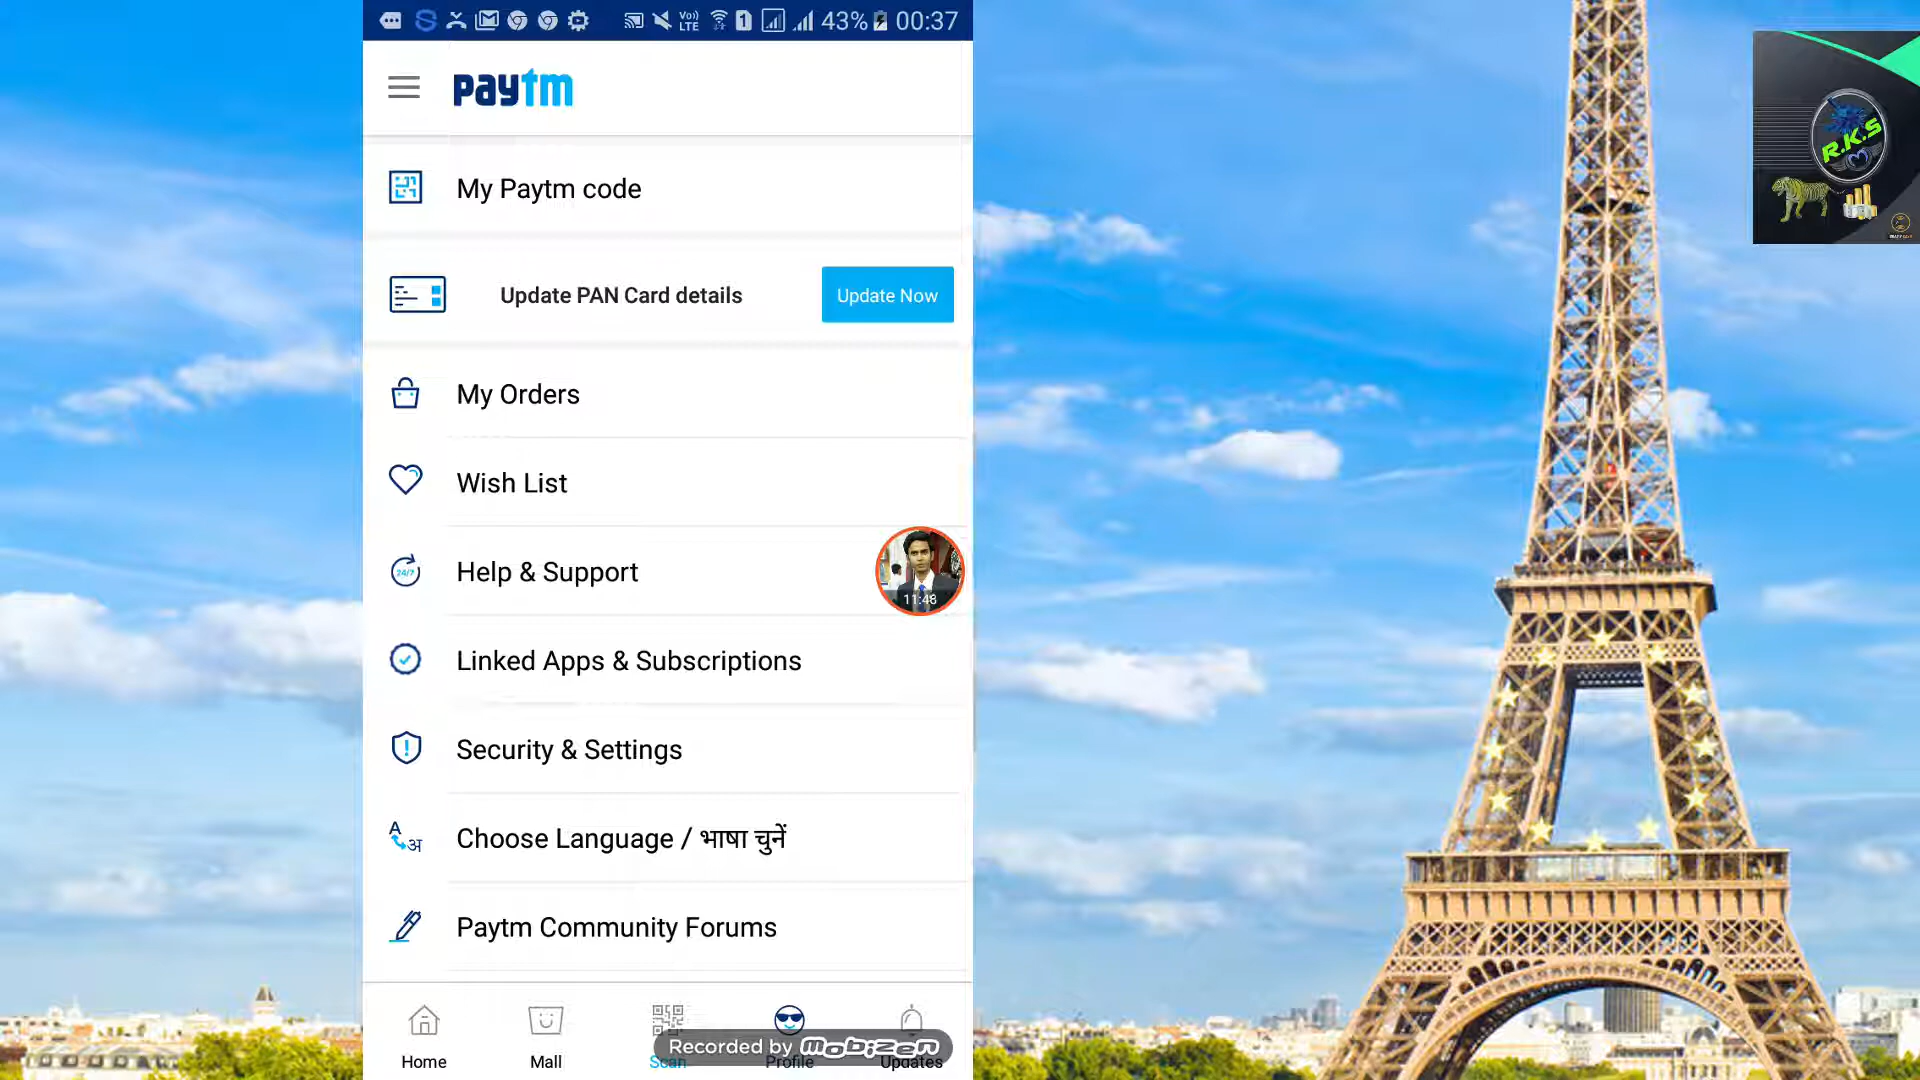 43% 00:37
paytm
My Paytm code
Update PAN Card details
Update Now
My Orders
Wish List
24/7
Help & Support
11:48
Linked Apps & Subscriptions
Security & Settings
A
अ
Choose Language / भाषा चुनें
Paytm Community Forums
Recorded by Mobizen
Home
Mall
Scan
Profile
Updates
R.K.S